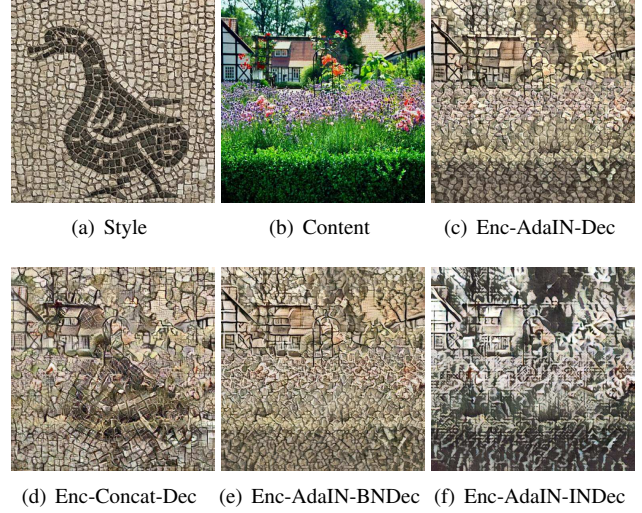 (a) Style
(b) Content
(c) Enc-AdaIN-Dec
(d) Enc-Concat-Dec
(e) Enc-AdaIN-BNDec
(f) Enc-AdaIN-INDec